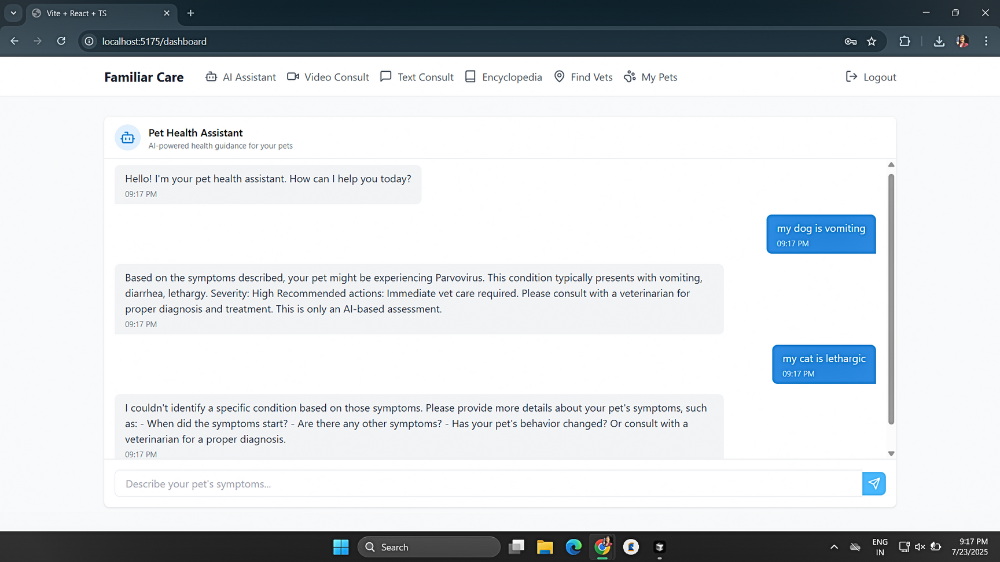 Vite + React + TS
localhost:5175/dashboard
Familiar Care
AI Assistant
Video Consult
Text Consult
Encyclopedia
Find Vets
My Pets
Logout
Pet Health Assistant
AI-powered health guidance for your pets
Hello! I'm your pet health assistant. How can I help you today?
09:17 PM
my dog is vomiting
09:17 PM
Based on the symptoms described, your pet might be experiencing Parvovirus. This condition typically presents with vomiting,
diarrhea, lethargy. Severity: High Recommended actions: Immediate vet care required. Please consult with a veterinarian for
proper diagnosis and treatment. This is only an AI-based assessment.
09:17 PM
my cat is lethargic
09:17 PM
I couldn't identify a specific condition based on those symptoms. Please provide more details about your pet's symptoms, such
as: - When did the symptoms start? - Are there any other symptoms? - Has your pet's behavior changed? Or consult with a
veterinarian for a proper diagnosis.
09:17 PM
Describe your pet's symptoms...
Search
ENG
IN
9:17 PM
7/23/2025